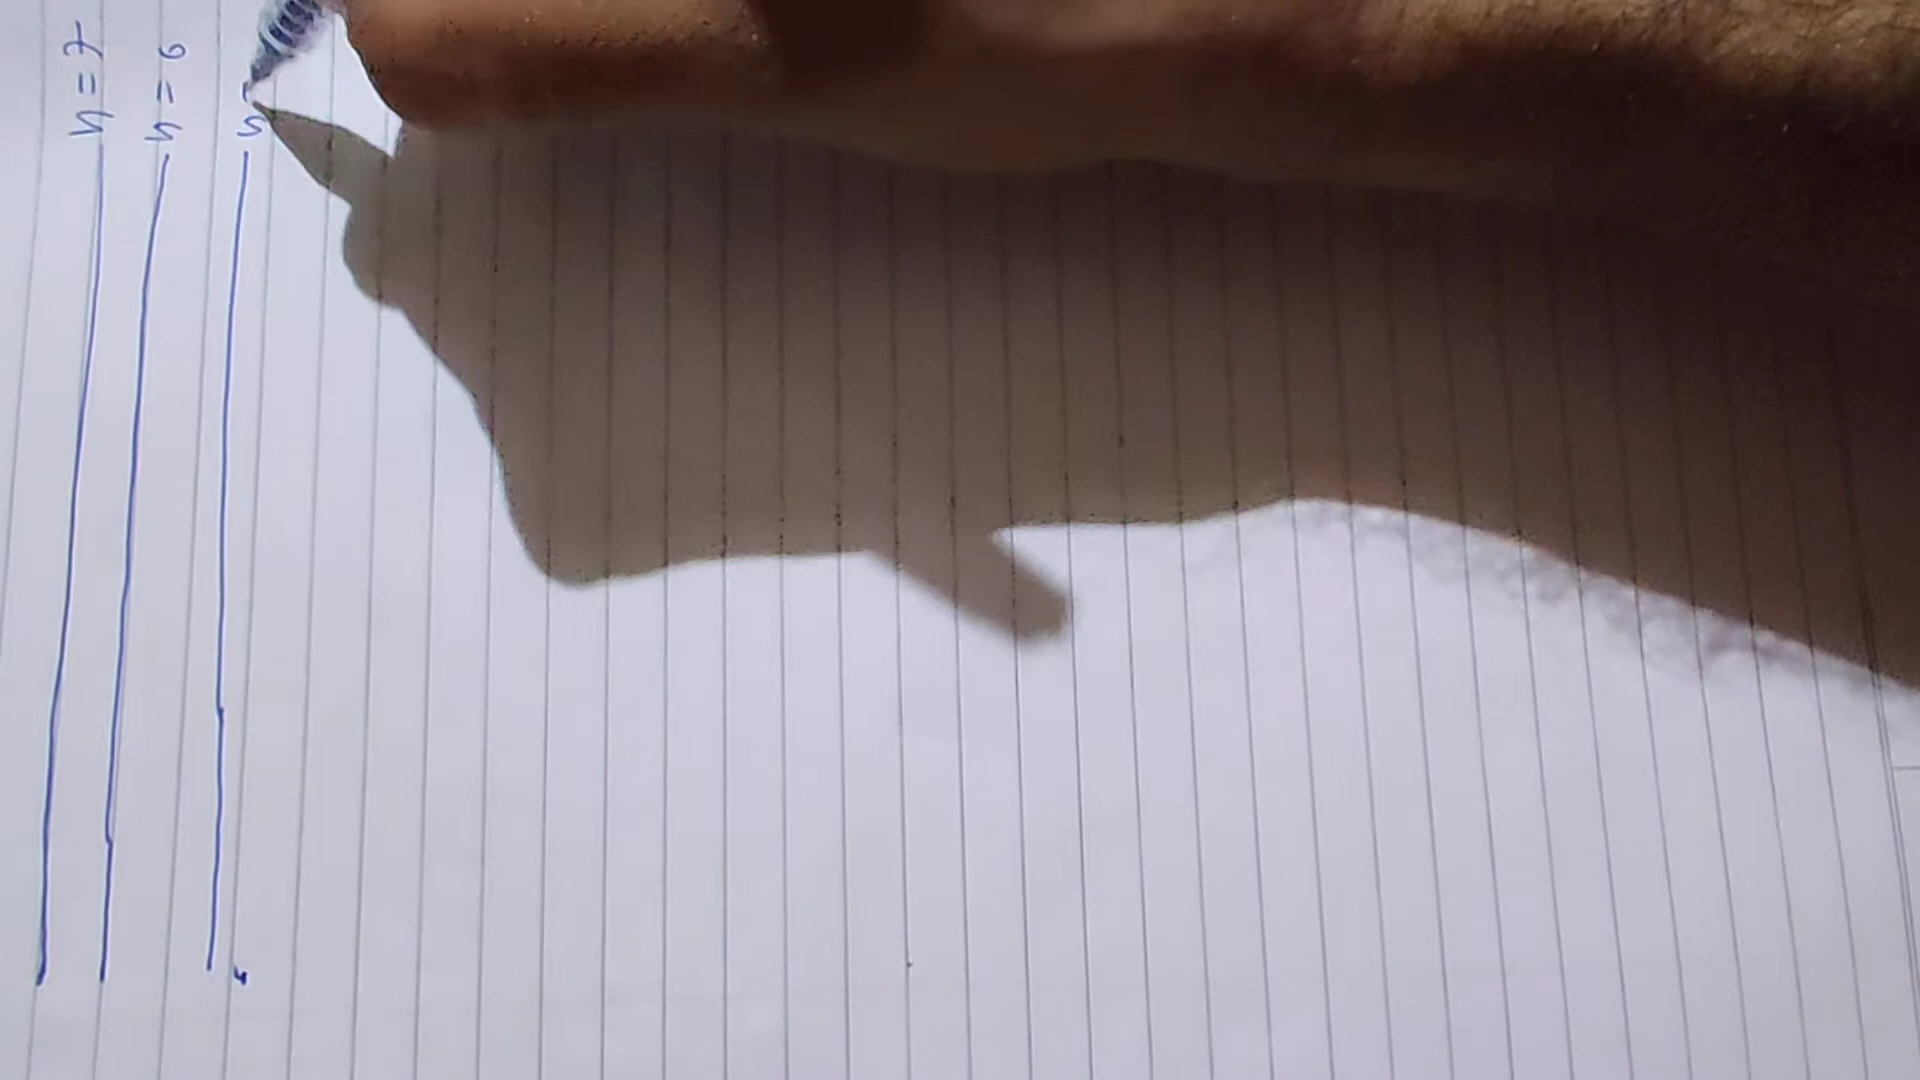 n = 7
n = 6
n